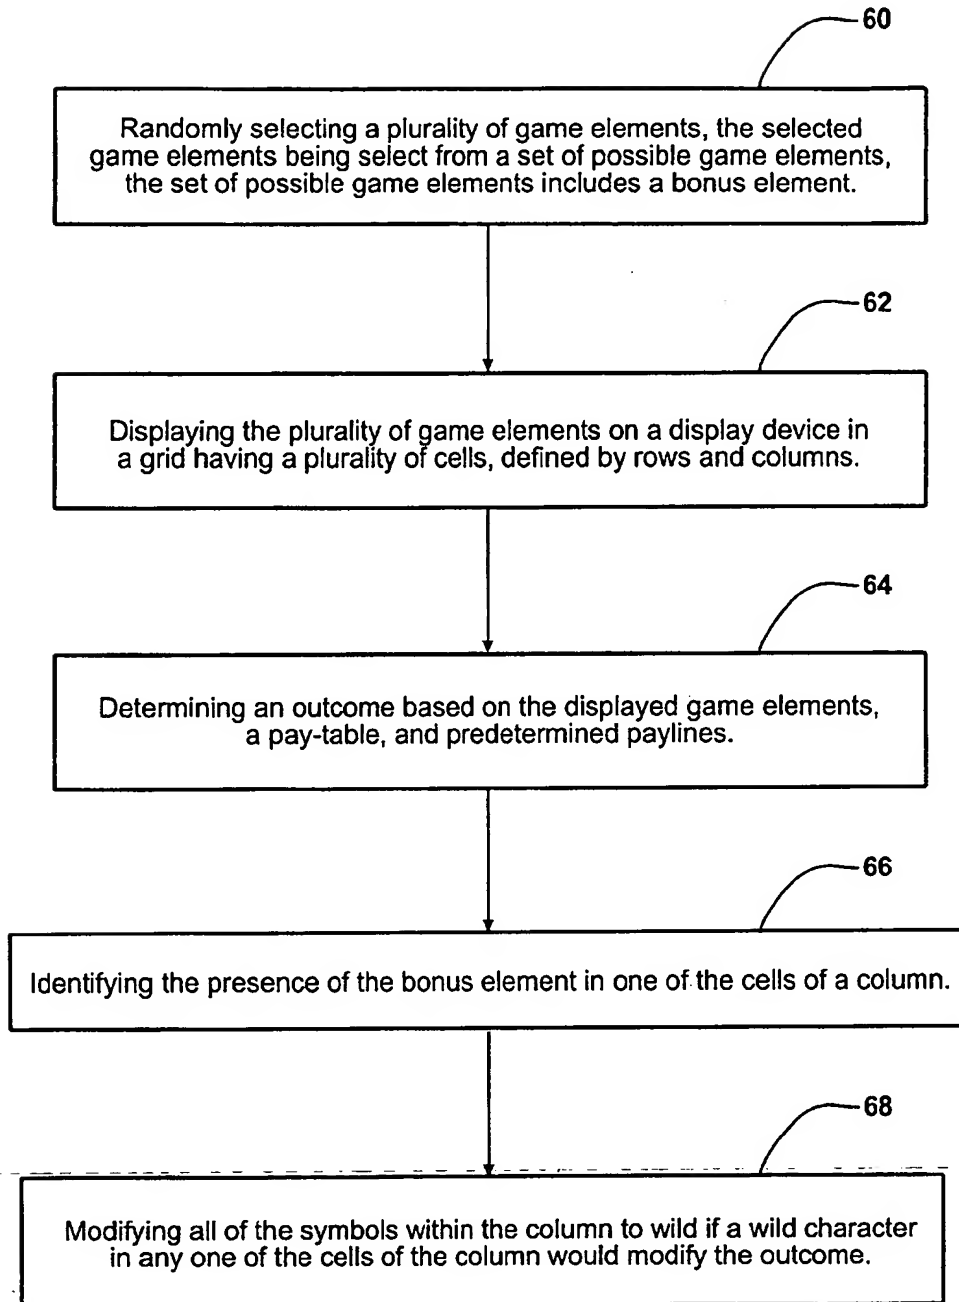 60
Randomly selecting a plurality of game elements, the selected
game elements being select from a set of possible game elements,
the set of possible game elements includes a bonus element.
62
Displaying the plurality of game elements on a display device in
a grid having a plurality of cells, defined by rows and columns.
64
Determining an outcome based on the displayed game elements,
a pay-table, and predetermined paylines.
66
Identifying the presence of the bonus element in one of the cells of a column.
68
Modifying all of the symbols within the column to wild if a wild character
in any one of the cells of the column would modify the outcome.